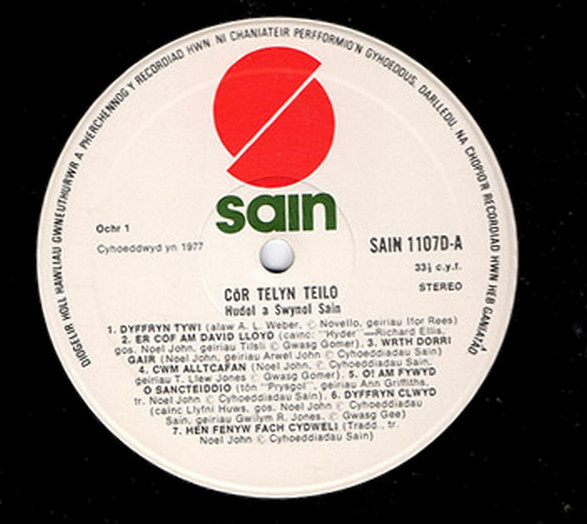 DIOGELIR HOLL HAWLIAU GWNEUTHURWR A PHERCHENNOG Y RECORDIAD HWN NI CHANIATEIR PERFFORMIO'N GYHOEDDUS, DARLLEDU, NA CHOPIO'R RECORDIAD HWN HEB GANIATÂD
sain
Ochr 1
Cyhoeddwyd yn 1977
SAIN 1107D-A
33⅓ c.y.f.
STEREO
CôR TELYN TEILO
Hudol a Swynol Sain
1. DYFFRYN TYWI (alaw A. L. Weber, © Novello, geiriau Ifor Rees)
2. ER COF AM DAVID LLOYD (cainc: "Hyder"—Richard Ellis,
gos. Noel John, geiriau Tilsli © Gwasg Gomer). 3. WRTH DORRI
GAIR (Noel John, geiriau Arwel John © Cyhoeddiadau Sain)
4. CWM ALLTCAFAN (Noel John, © Cyhoeddiadau Sain,
geiriau T. Llew Jones © Gwasg Gomer). 5. O! AM FYWYD
O SANCTEIDDIO (tôn "Prysgol", geiriau Ann Griffiths,
tr. Noel John © Cyhoeddiadau Sain). 6. DYFFRYN CLWYD
(cainc Llyfni Huws, gos. Noel John © Cyhoeddiadau
Sain, geiriau Gwilym R. Jones, © Gwasg Gee)
7. HEN FENYW FACH CYDWELI (Tradd., tr.
Noel John © Cyhoeddiadau Sain)